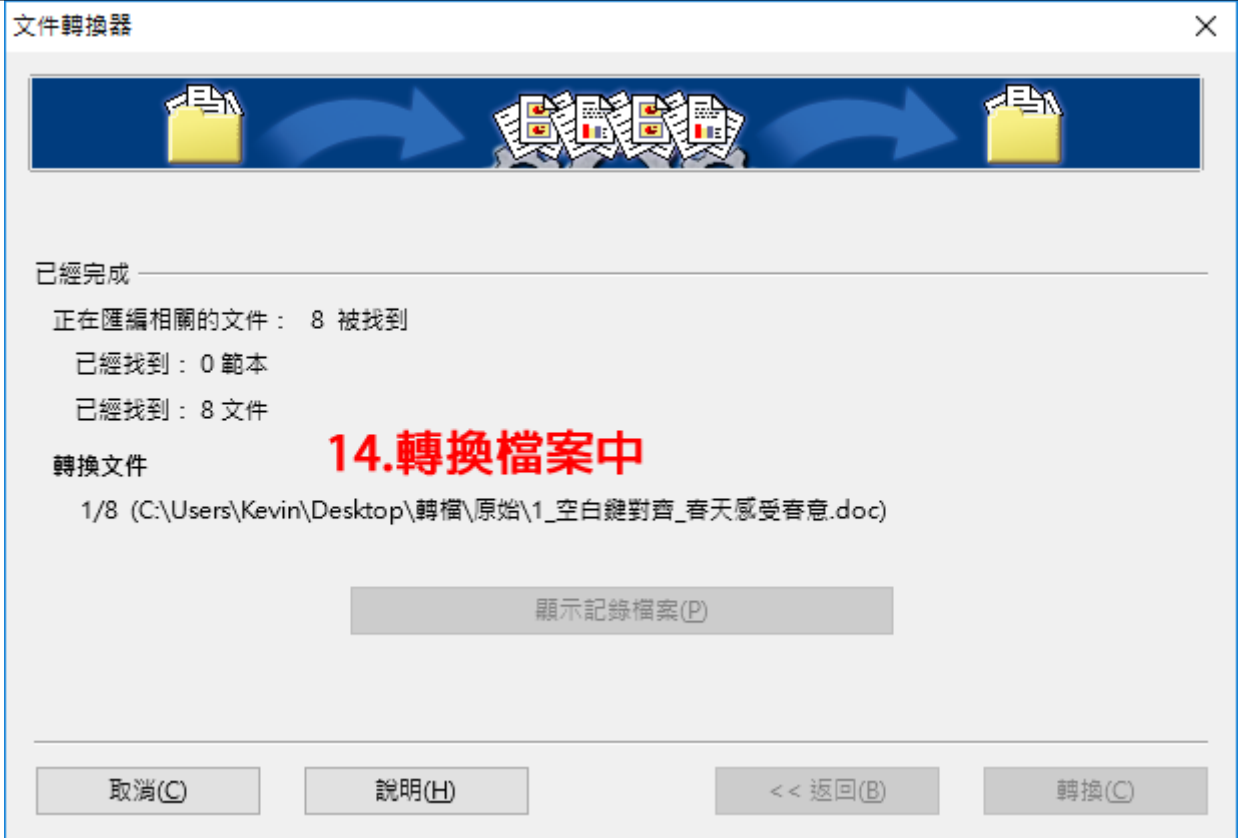 文件轉換器
已經完成
正在匯編相關的文件： 8 被找到
已經找到：0 範本
已經找到：8 文件
14.轉換檔案中
轉換文件
1/8 (C:\Users\Kevin\Desktop\轉檔\原始\1_空白鍵對齊_春天感受春意.doc)
顯示記錄檔案(P)
取消(C) 說明(H) << 返回(B) 轉換(C)